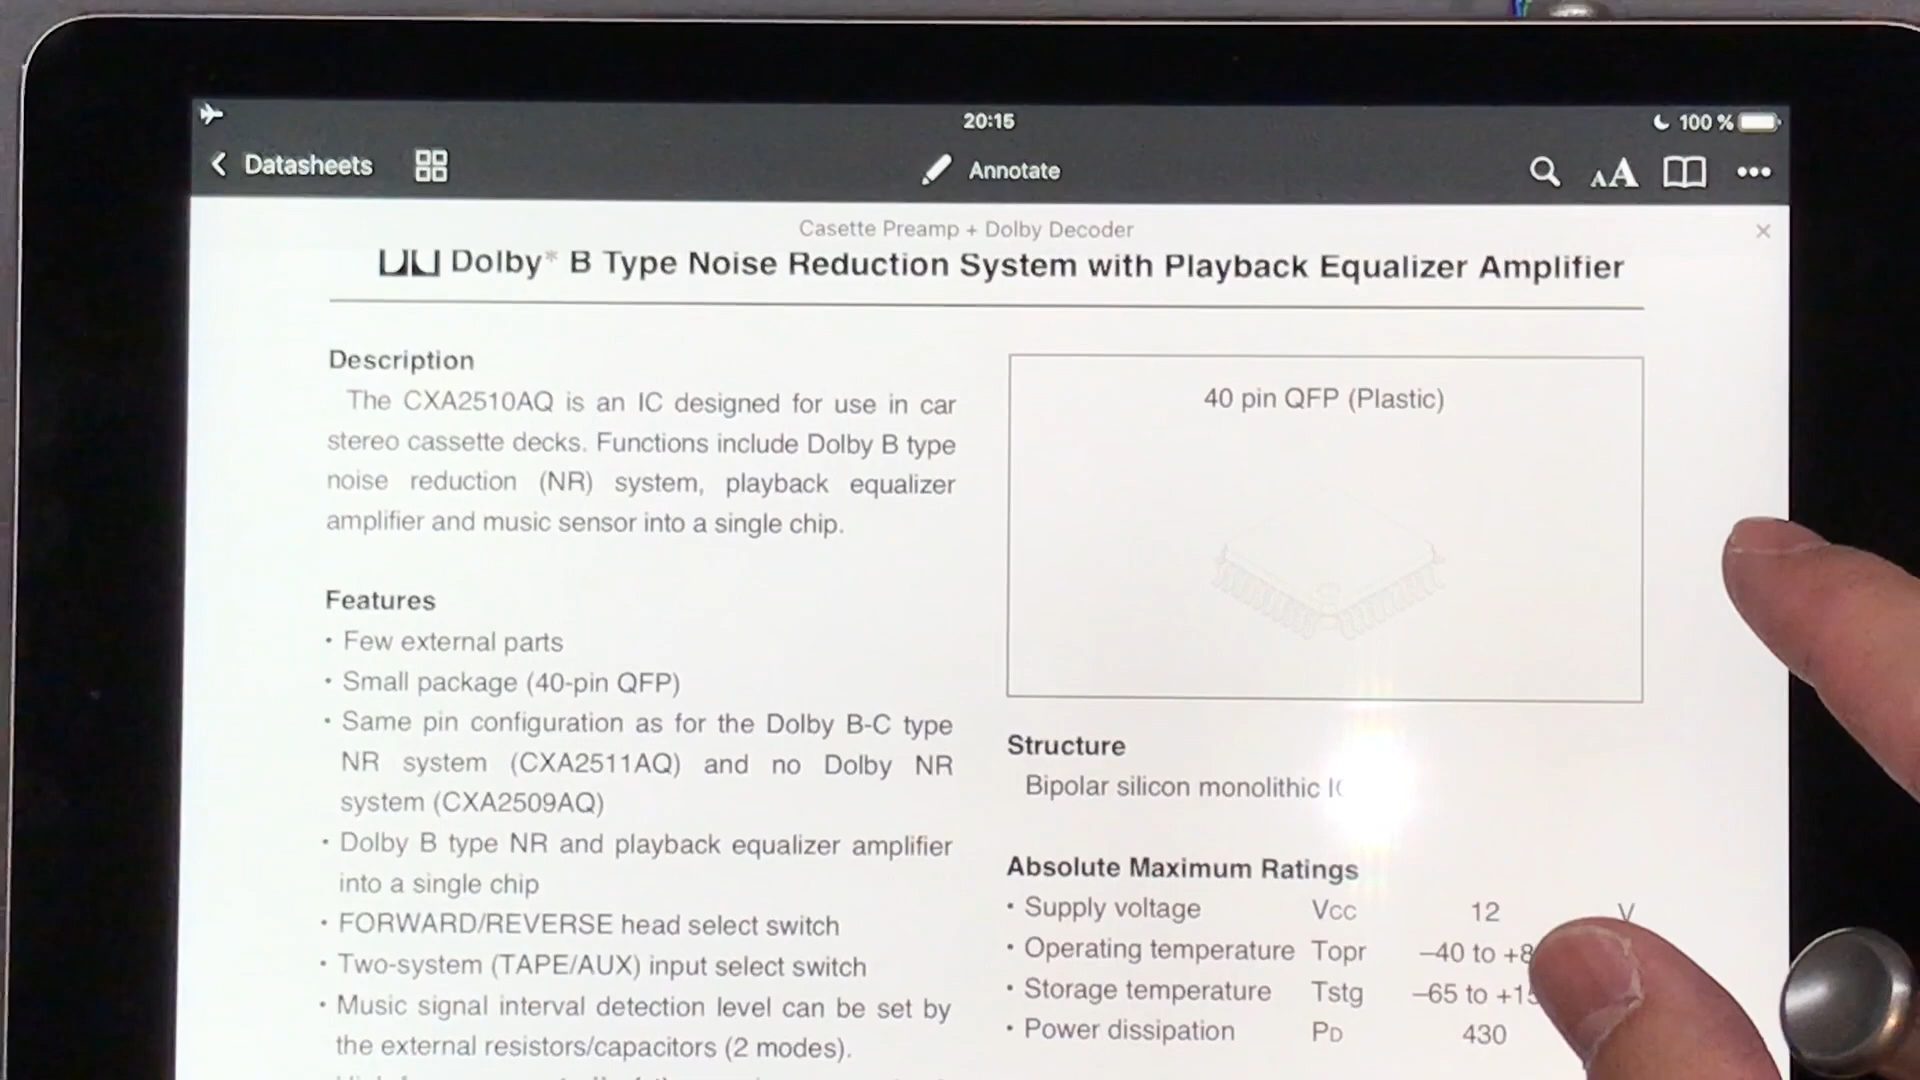 20:15
100 %
Datasheets
Annotate
AA
Casette Preamp + Dolby Decoder
Dolby* B Type Noise Reduction System with Playback Equalizer Amplifier
Description
The CXA2510AQ is an IC designed for use in car
stereo cassette decks. Functions include Dolby B type
noise reduction (NR) system, playback equalizer
amplifier and music sensor into a single chip.
Features
• Few external parts
• Small package (40-pin QFP)
• Same pin configuration as for the Dolby B-C type
NR system (CXA2511AQ) and no Dolby NR
system (CXA2509AQ)
• Dolby B type NR and playback equalizer amplifier
into a single chip
• FORWARD/REVERSE head select switch
• Two-system (TAPE/AUX) input select switch
• Music signal interval detection level can be set by
the external resistors/capacitors (2 modes).
40 pin QFP (Plastic)
Structure
Bipolar silicon monolithic
Absolute Maximum Ratings
• Supply voltage Vcc 12 V
• Operating temperature Topr –40 to
• Storage temperature Tstg –65 to
• Power dissipation PD 430